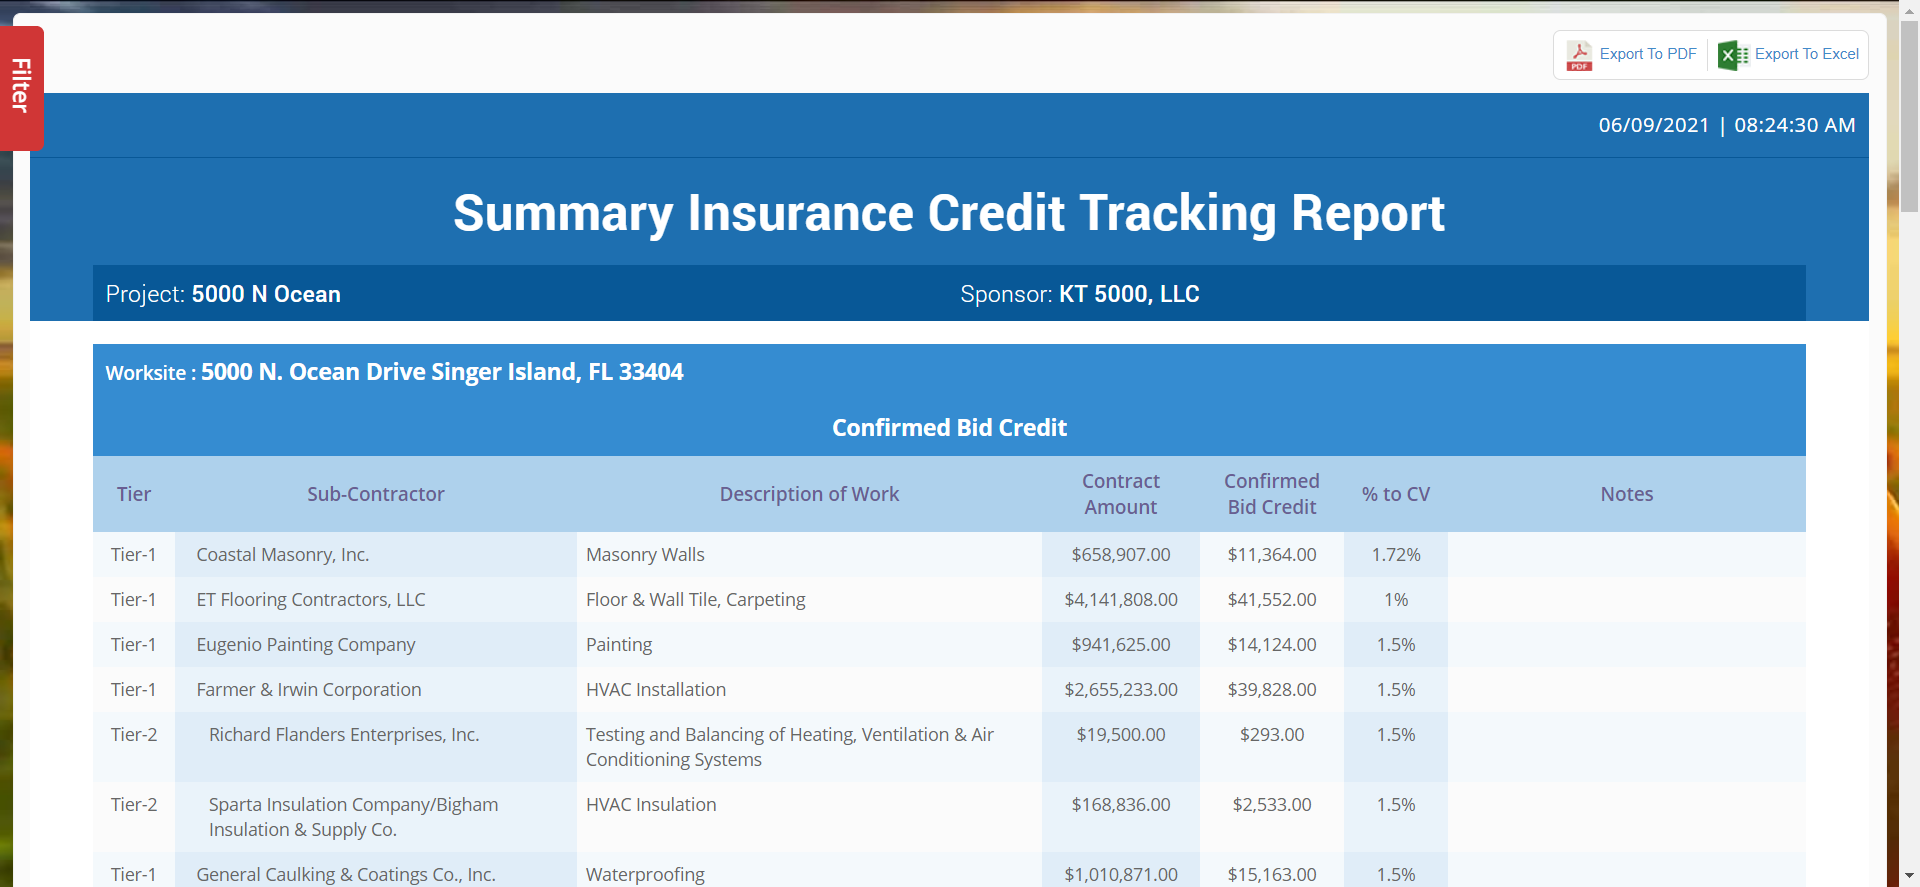 Filter
PDF
Export To PDF
Export To Excel
06/09/2021 | 08:24:30 AM
Summary Insurance Credit Tracking Report
Project: 5000 N Ocean
Sponsor: KT 5000, LLC
Worksite : 5000 N. Ocean Drive Singer Island, FL 33404
Confirmed Bid Credit
Tier
Sub-Contractor
Description of Work
Contract
Amount
Confirmed
Bid Credit
% to CV
Notes
Tier-1 Coastal Masonry, Inc. Masonry Walls $658,907.00 $11,364.00 1.72%
Tier-1 ET Flooring Contractors, LLC Floor & Wall Tile, Carpeting $4,141,808.00 $41,552.00 1%
Tier-1 Eugenio Painting Company Painting $941,625.00 $14,124.00 1.5%
Tier-1 Farmer & Irwin Corporation HVAC Installation $2,655,233.00 $39,828.00 1.5%
Tier-2 Richard Flanders Enterprises, Inc. Testing and Balancing of Heating, Ventilation & Air $19,500.00 $293.00 1.5%
Conditioning Systems
Tier-2 Sparta Insulation Company/Bigham HVAC Insulation $168,836.00 $2,533.00 1.5%
Insulation & Supply Co.
Tier-1 General Caulking & Coatings Co., Inc. Waterproofing $1,010,871.00 $15,163.00 1.5%